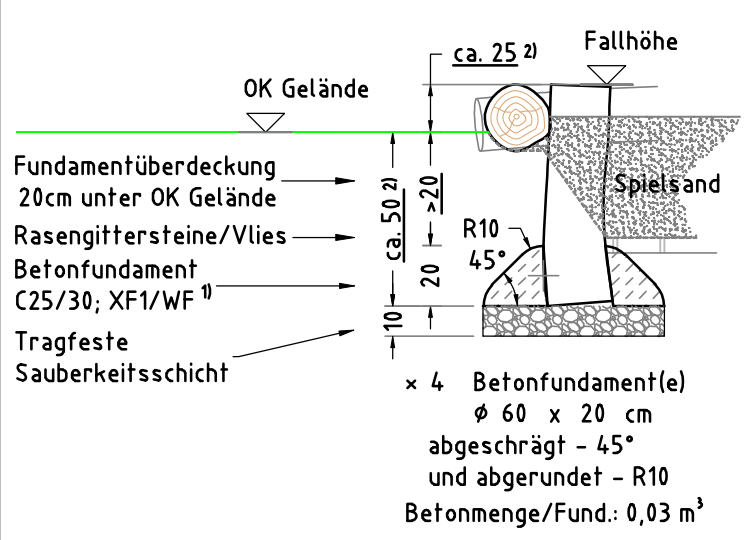 Fallhöhe
ca. 25 2)
OK Gelände
Fundamentüberdeckung
20cm unter OK Gelände
Rasengittersteine/Vlies
Betonfundament
C25/30; XF1/WF 1)
Tragfeste
Sauberkeitsschicht
ca. 50 2)
>20
20
10
R10
45°
Spielsand
× 4 Betonfundament(e)
ø 60 x 20 cm
abgeschrägt - 45°
und abgerundet - R10
Betonmenge/Fund.: 0,03 m³